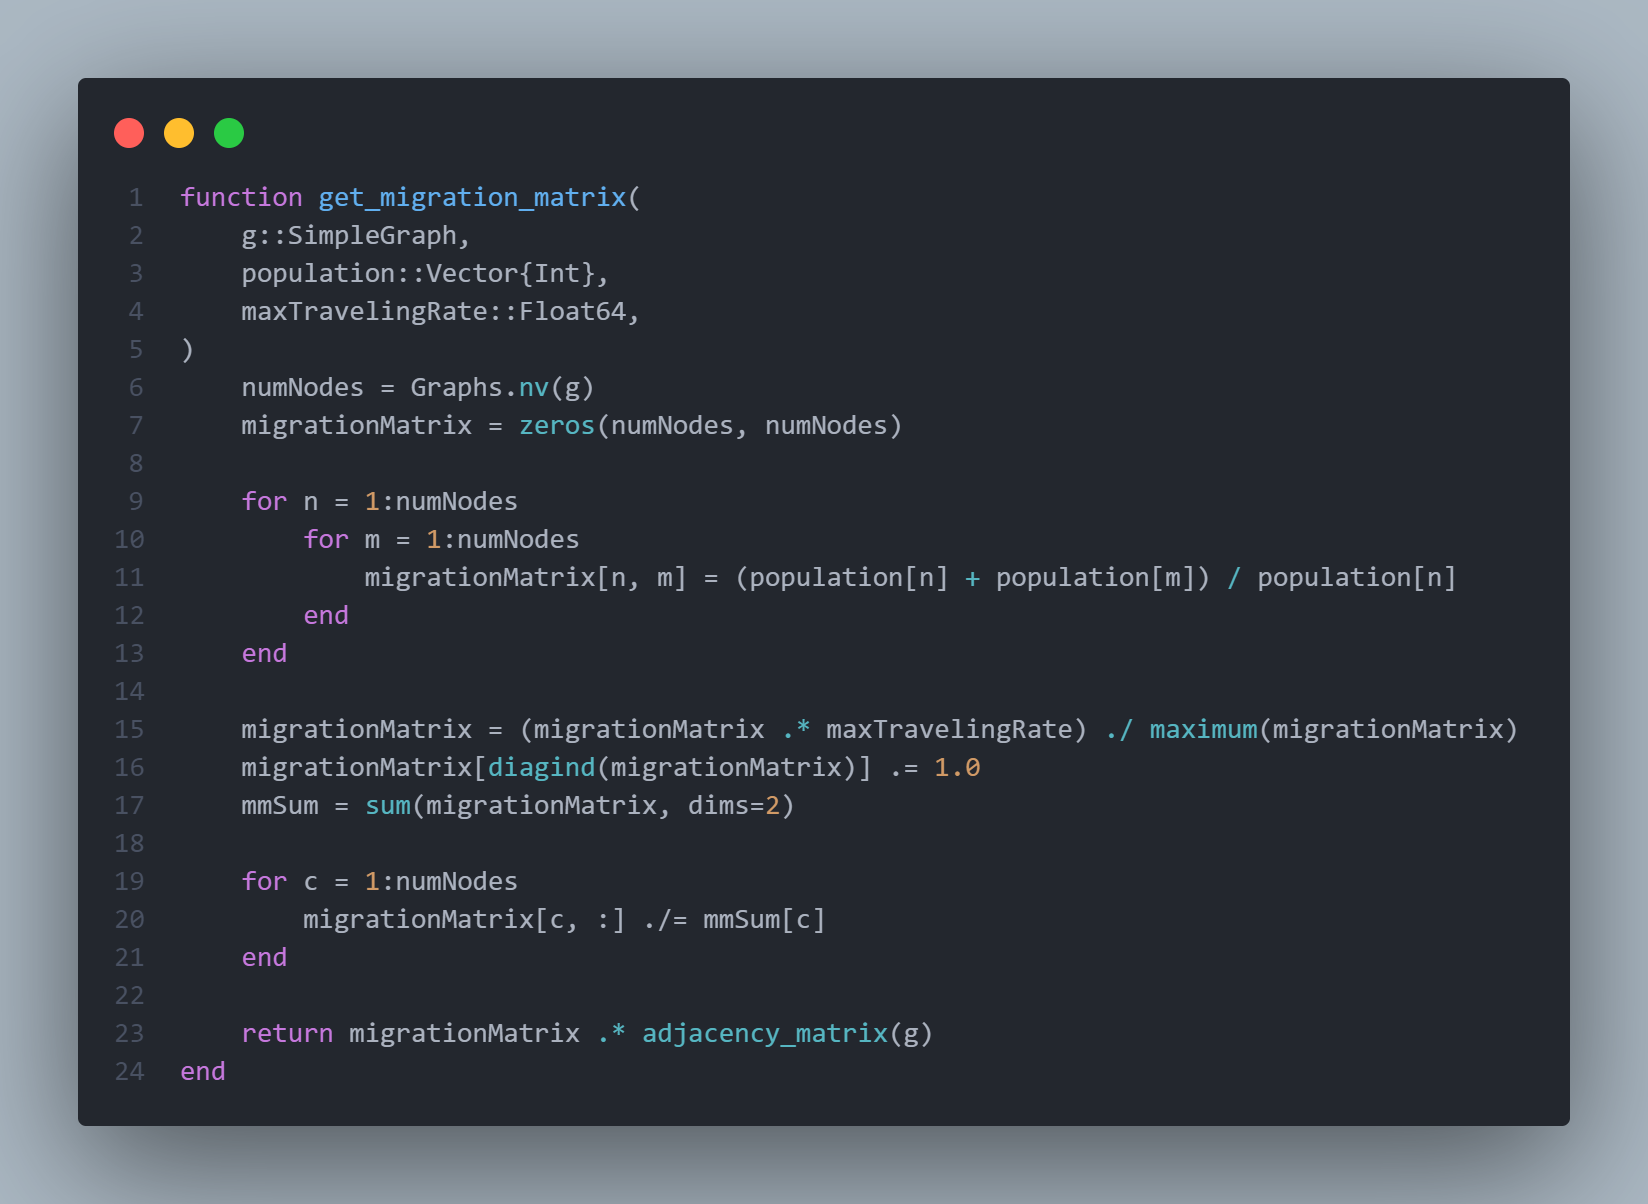 1 function get_migration_matrix(
2     g::SimpleGraph,
3     population::Vector{Int},
4     maxTravelingRate::Float64,
5 )
6     numNodes = Graphs.nv(g)
7     migrationMatrix = zeros(numNodes, numNodes)
8
9     for n = 1:numNodes
10         for m = 1:numNodes
11             migrationMatrix[n, m] = (population[n] + population[m]) / population[n]
12         end
13     end
14
15     migrationMatrix = (migrationMatrix .* maxTravelingRate) ./ maximum(migrationMatrix)
16     migrationMatrix[diagind(migrationMatrix)] .= 1.0
17     mmSum = sum(migrationMatrix, dims=2)
18
19     for c = 1:numNodes
20         migrationMatrix[c, :] ./= mmSum[c]
21     end
22
23     return migrationMatrix .* adjacency_matrix(g)
24 end